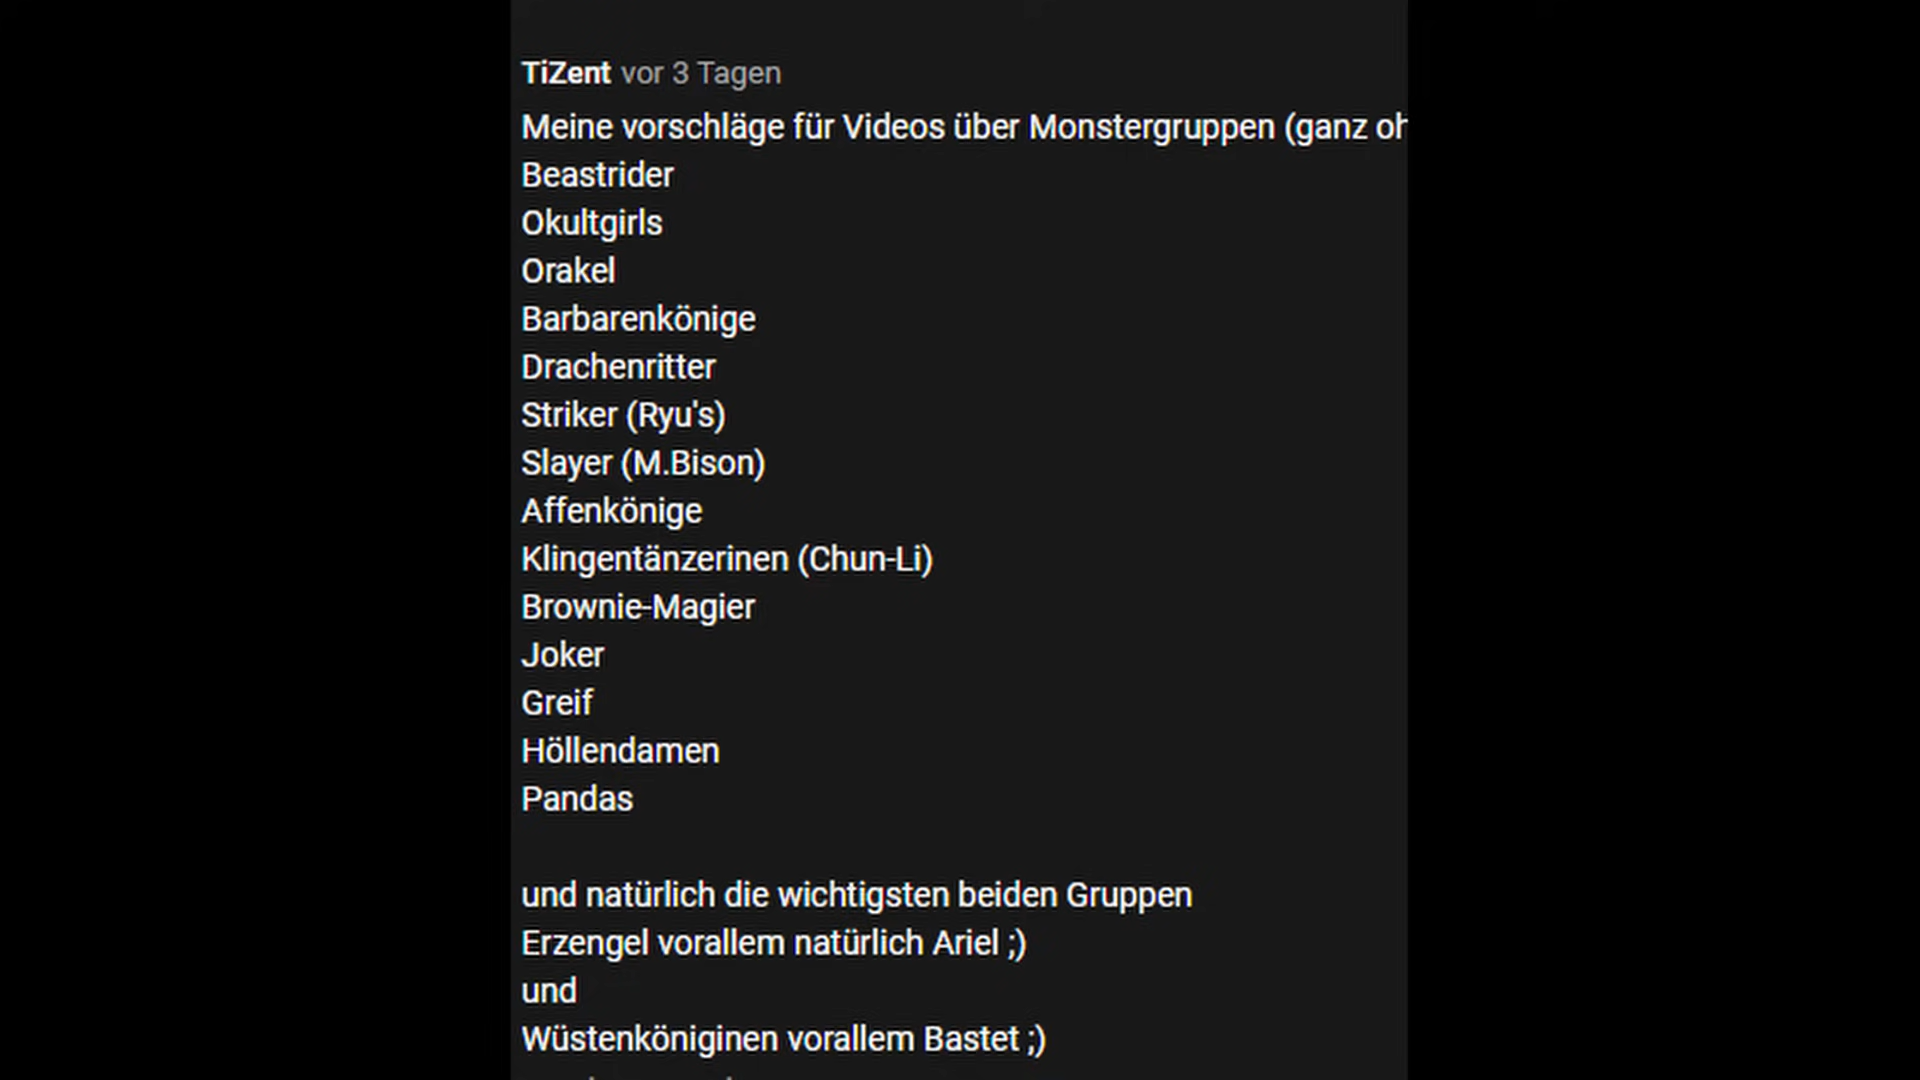 TiZent vor 3 Tagen
Meine vorschläge für Videos über Monstergruppen (ganz
Beastrider
Okultgirls
Orakel
Barbarenkönige
Drachenritter
Striker (Ryu's)
Slayer (M.Bison)
Affenkönige
Klingentänzerinen (Chun-Li)
Brownie-Magier
Joker
Greif
Höllendamen
Pandas
und natürlich die wichtigsten beiden Gruppen
Erzengel vorallem natürlich Ariel ;)
und
Wüstenköniginen vorallem Bastet ;)